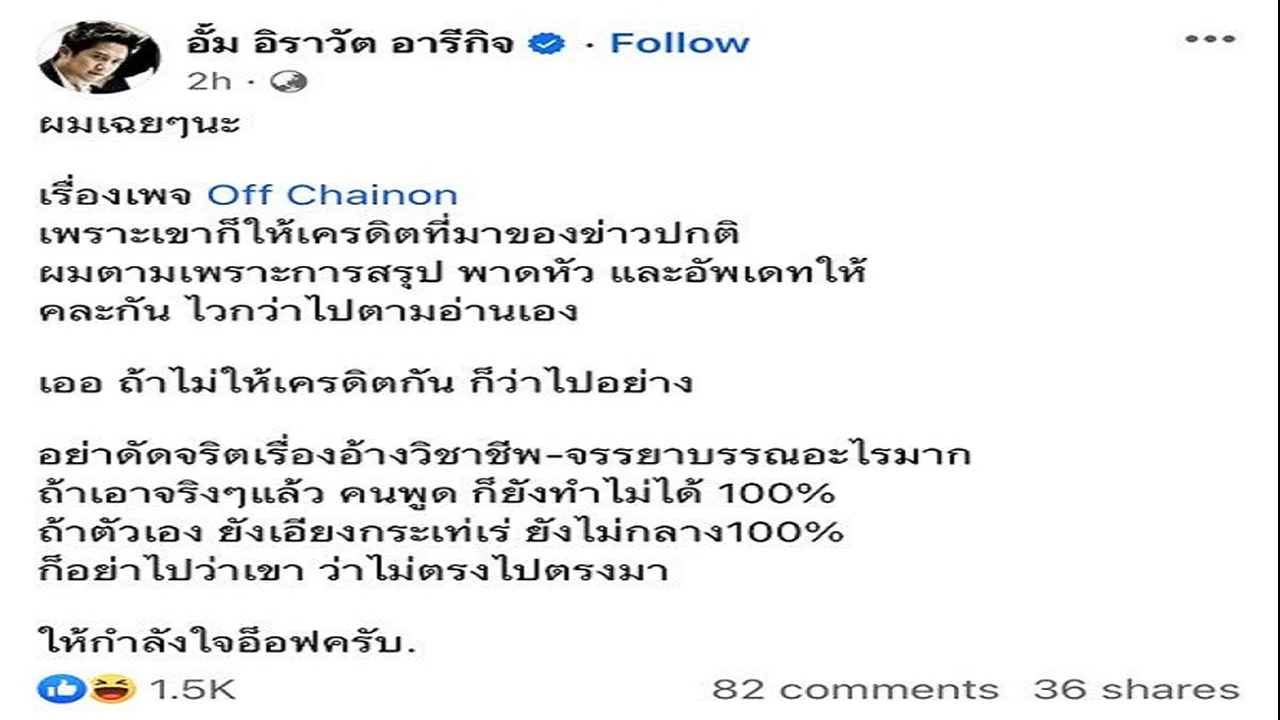 อั้ม อิราวัต อารีกิจ · Follow
2h ·
ผมเฉยๆนะ
เรื่องเพจ Off Chainon
เพราะเขาก็ให้เครดิตที่มาของข่าวปกติ
ผมตามเพราะการสรุป พาดหัว และอัพเดทให้
คละกัน ไวกว่าไปตามอ่านเอง
เออ ถ้าไม่ให้เครดิตกัน ก็ว่าไปอย่าง
อย่าดัดจริตเรื่องอ้างวิชาชีพ-จรรยาบรรณอะไรมาก
ถ้าเอาจริงๆแล้ว คนพูด ก็ยังทำไม่ได้ 100%
ถ้าตัวเอง ยังเอียงกระเท่เร่ ยังไม่กลาง100%
ก็อย่าไปว่าเขา ว่าไม่ตรงไปตรงมา
ให้กำลังใจอ็อฟครับ.
1.5K 82 comments 36 shares